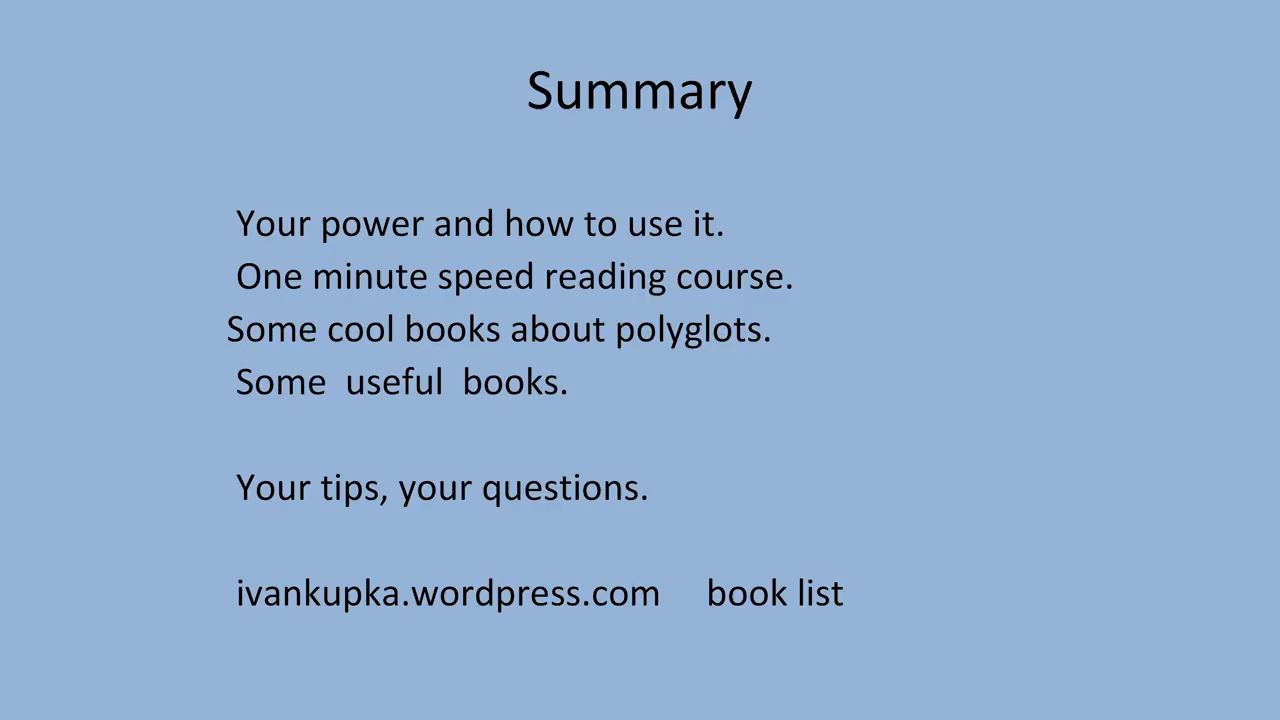 Summary
Your power and how to use it.
One minute speed reading course.
Some cool books about polyglots.
Some useful books.
Your tips, your questions.
ivankupka.wordpress.com book list